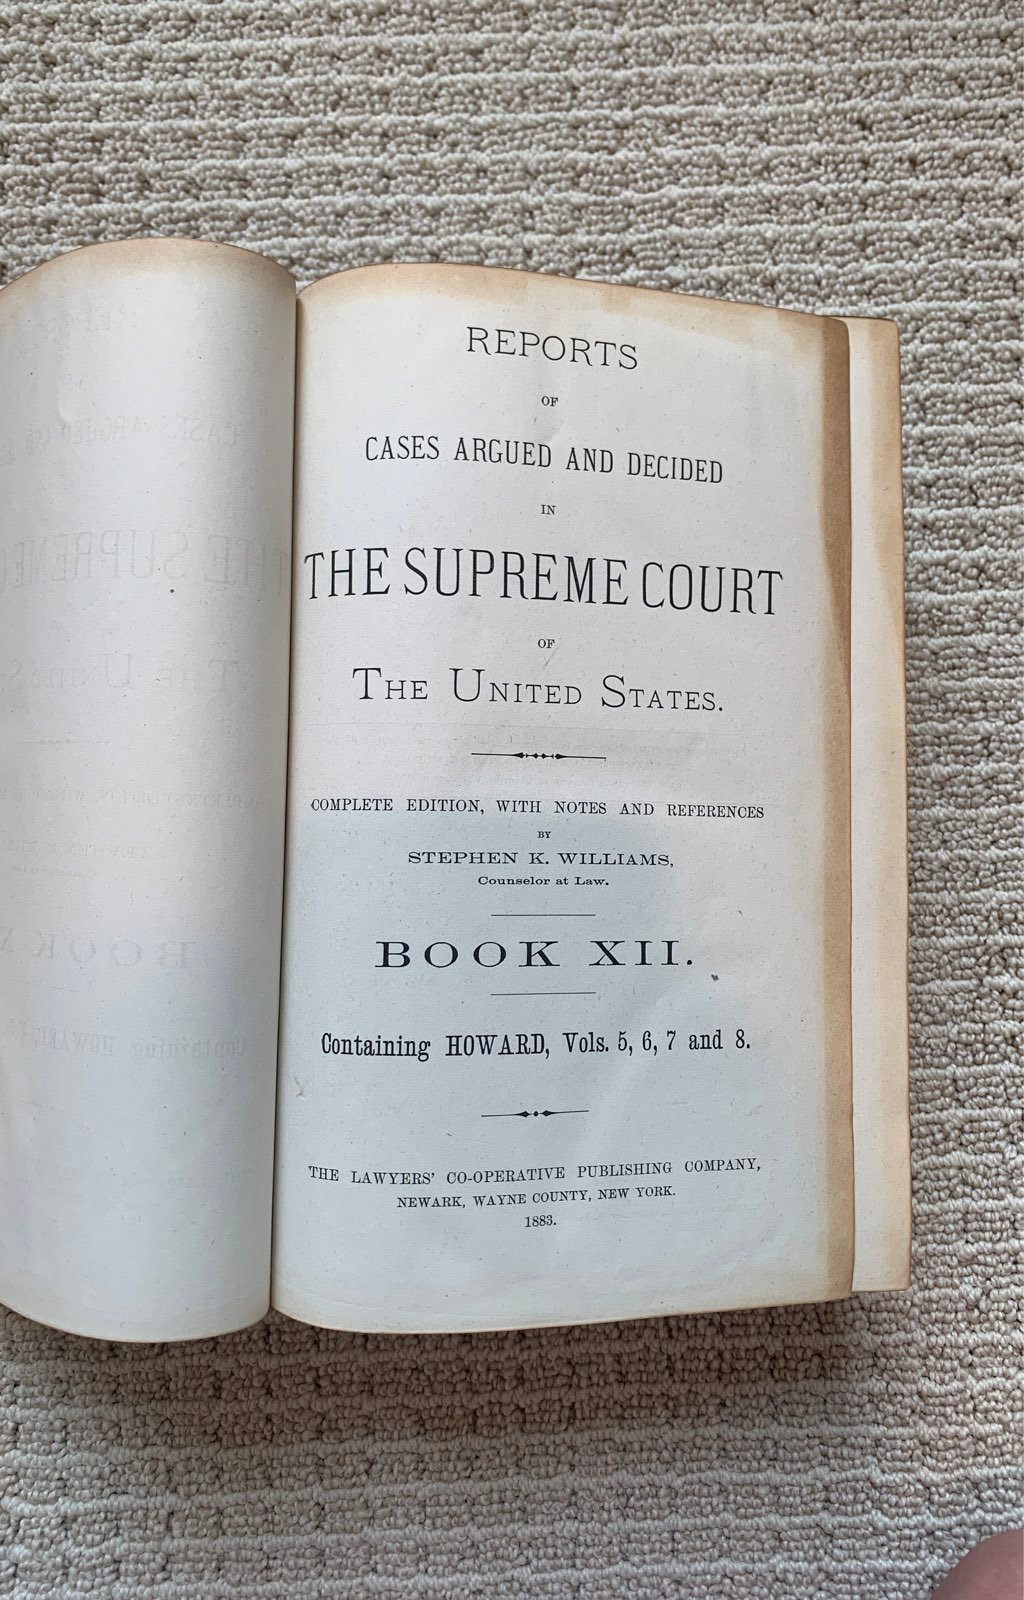 REPORTS
OF
CASES ARGUED AND DECIDED
IN
THE SUPREME COURT
OF
THE UNITED STATES.
COMPLETE EDITION, WITH NOTES AND REFERENCES
BY
STEPHEN K. WILLIAMS,
Counselor at Law.
BOOK XII.
Containing HOWARD, Vols. 5, 6, 7 and 8.
THE LAWYERS' CO-OPERATIVE PUBLISHING COMPANY,
NEWARK, WAYNE COUNTY, NEW YORK.
1883.